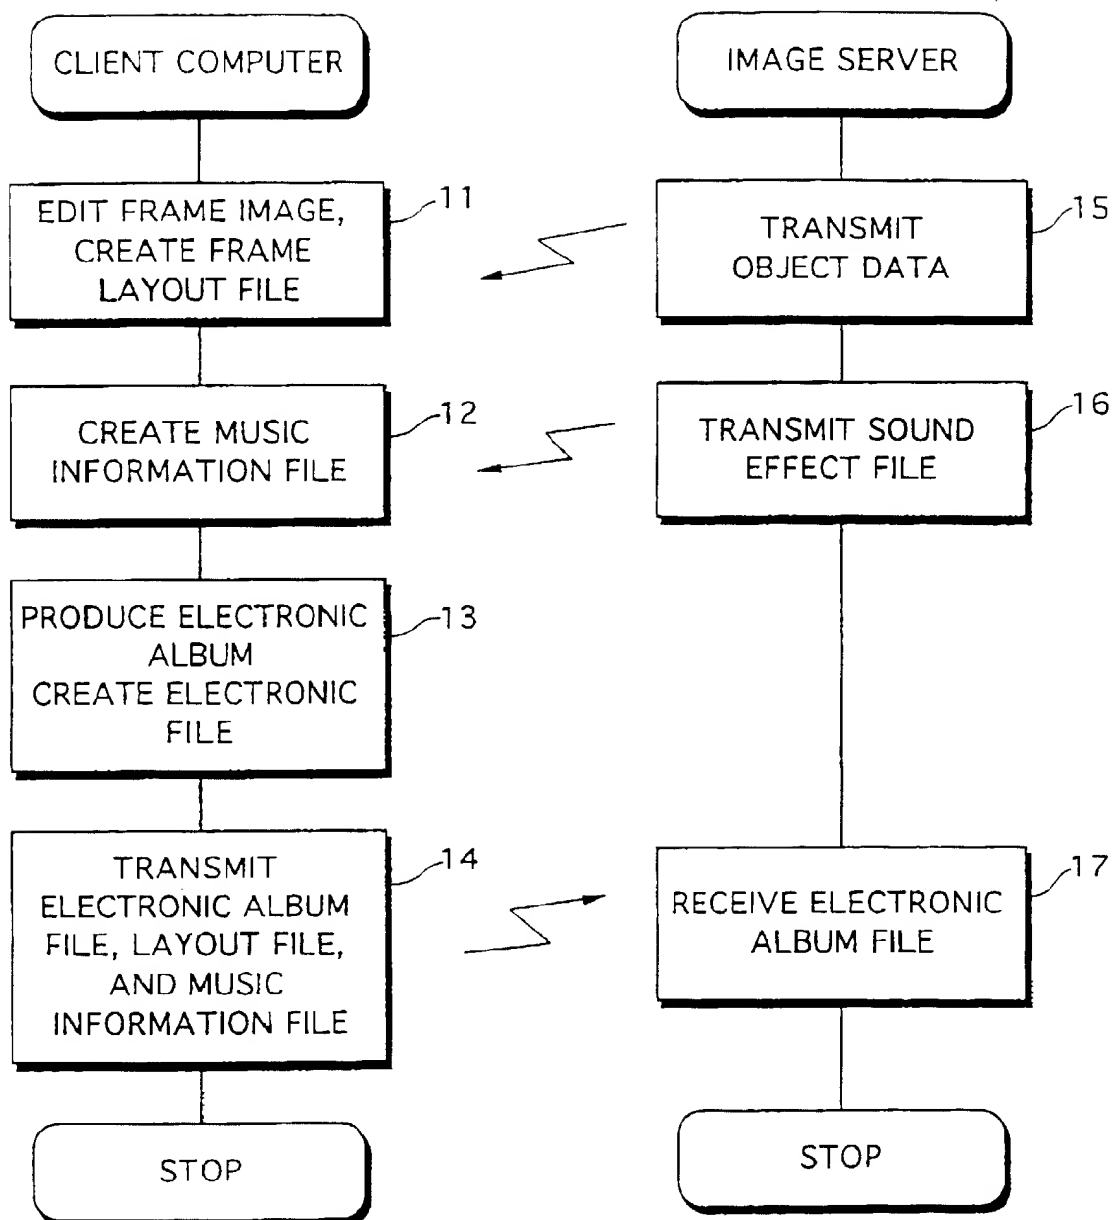 CLIENT COMPUTER
EDIT FRAME IMAGE,
CREATE FRAME
LAYOUT FILE
11
CREATE MUSIC
INFORMATION FILE
12
PRODUCE ELECTRONIC
ALBUM
CREATE ELECTRONIC
FILE
13
TRANSMIT
ELECTRONIC ALBUM
FILE, LAYOUT FILE,
AND MUSIC
INFORMATION FILE
14
STOP
IMAGE SERVER
TRANSMIT
OBJECT DATA
15
TRANSMIT SOUND
EFFECT FILE
16
RECEIVE ELECTRONIC
ALBUM FILE
17
STOP